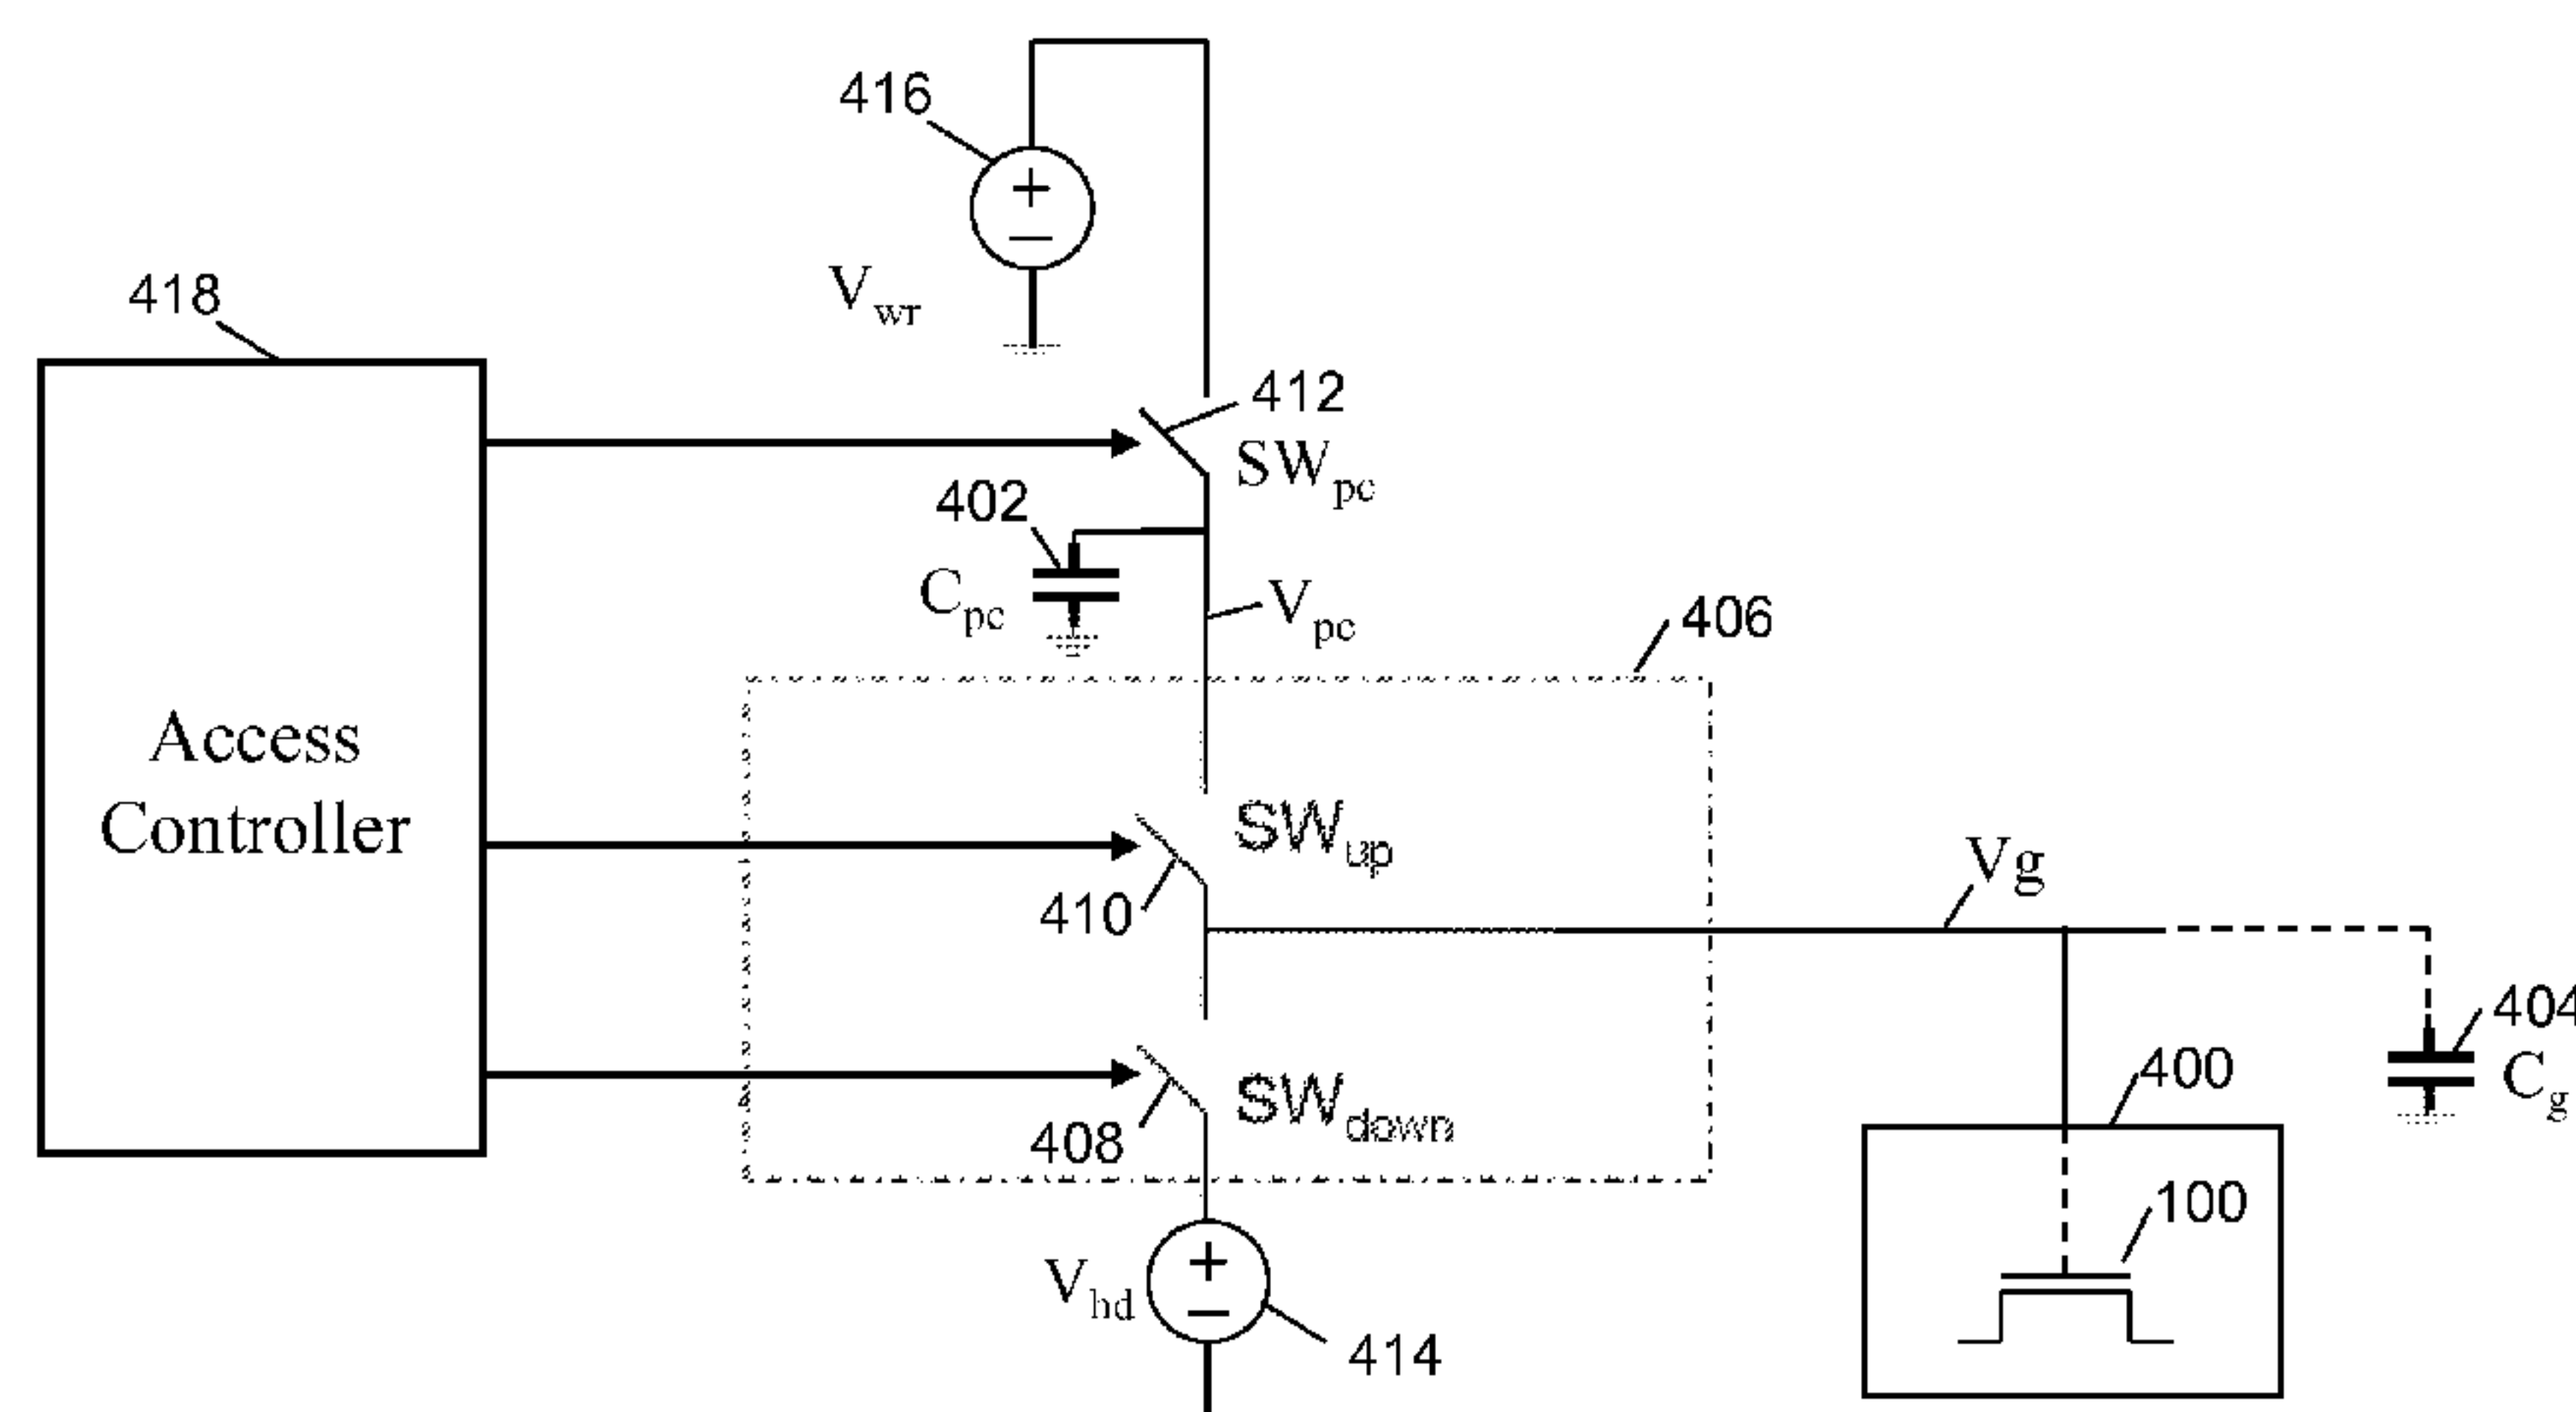 416
+
−
V_wr
418
412
SW_pc
402
C_pc
V_pc
406
Access
Controller
SW_up
410
Vg
404
C_g
400
SW_down
408
100
V_hd
+
−
414